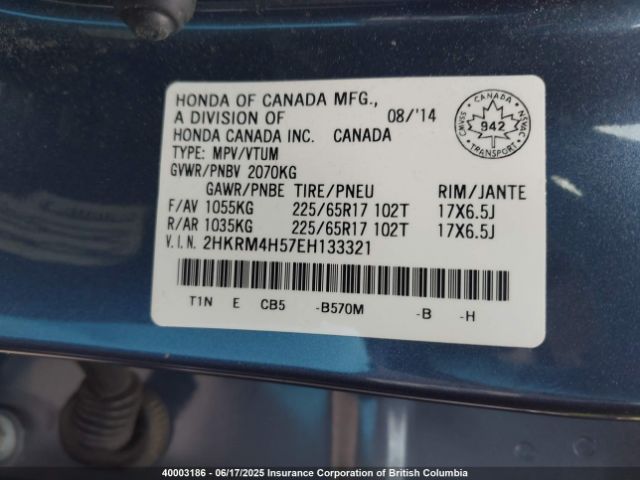 HONDA OF CANADA MFG.,
A DIVISION OF 08/'14
HONDA CANADA INC. CANADA
TYPE: MPV/VTUM
GVWR/PNBV 2070KG
GAWR/PNBE TIRE/PNEU RIM/JANTE
F/AV 1055KG 225/65R17 102T 17X6.5J
R/AR 1035KG 225/65R17 102T 17X6.5J
V.I.N. 2HKRM4H57EH133321
T1N E CB5 -B570M -B -H
CANADA
CMVSS 942 NSVAC
TRANSPORT
40003186 - 06/17/2025 Insurance Corporation of British Columbia